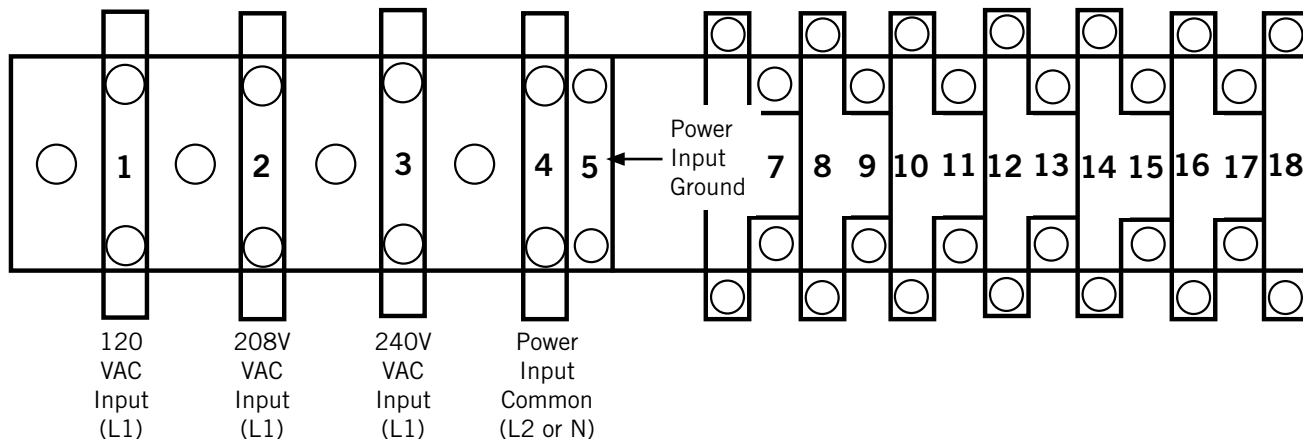 1 2 3 4 5 7 8 9 10 11 12 13 14 15 16 17 18
Power
Input
Ground
120
VAC
Input
(L1)
208V
VAC
Input
(L1)
240V
VAC
Input
(L1)
Power
Input
Common
(L2 or N)